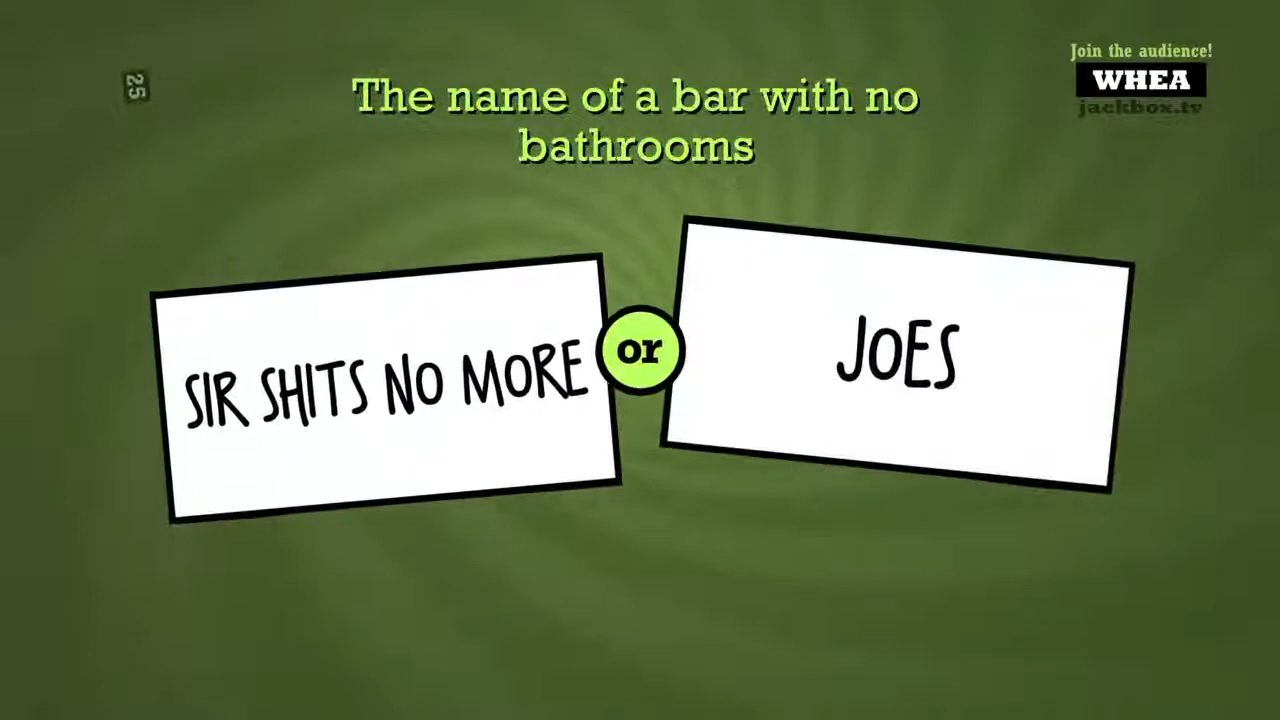 Join the audience!
WHEA
jackbox.tv
25
The name of a bar with no
bathrooms
SIR SHITS NO MORE
or
JOES